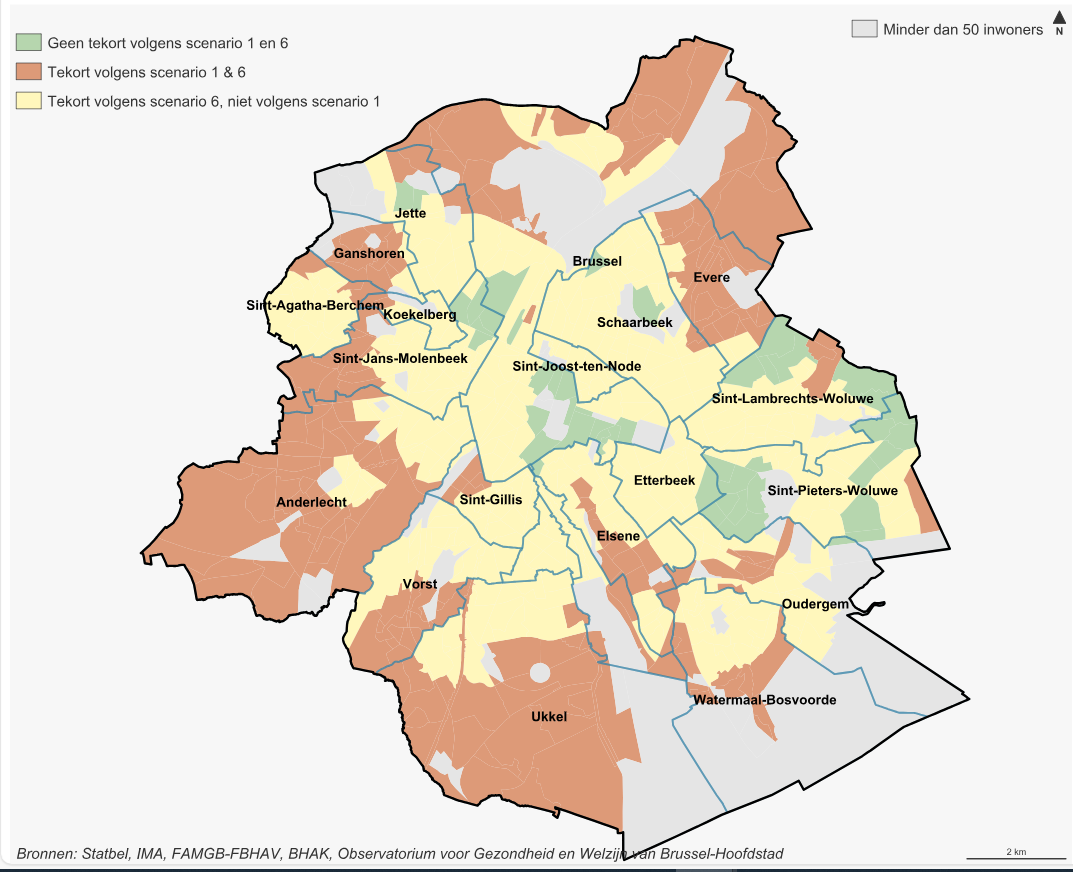 Geen tekort volgens scenario 1 en 6
Tekort volgens scenario 1 & 6
Tekort volgens scenario 6, niet volgens scenario 1
Minder dan 50 inwoners
N
Jette
Ganshoren
Brussel
Evere
Sint-Agatha-Berchem
Koekelberg
Schaarbeek
Sint-Jans-Molenbeek
Sint-Joost-ten-Node
Sint-Lambrechts-Woluwe
Etterbeek
Sint-Pieters-Woluwe
Anderlecht
Sint-Gillis
Elsene
Vorst
Oudergem
Watermaal-Bosvoorde
Ukkel
Bronnen: Statbel, IMA, FAMGB-FBHAV, BHAK, Observatorium voor Gezondheid en Welzijn van Brussel-Hoofdstad
2 km